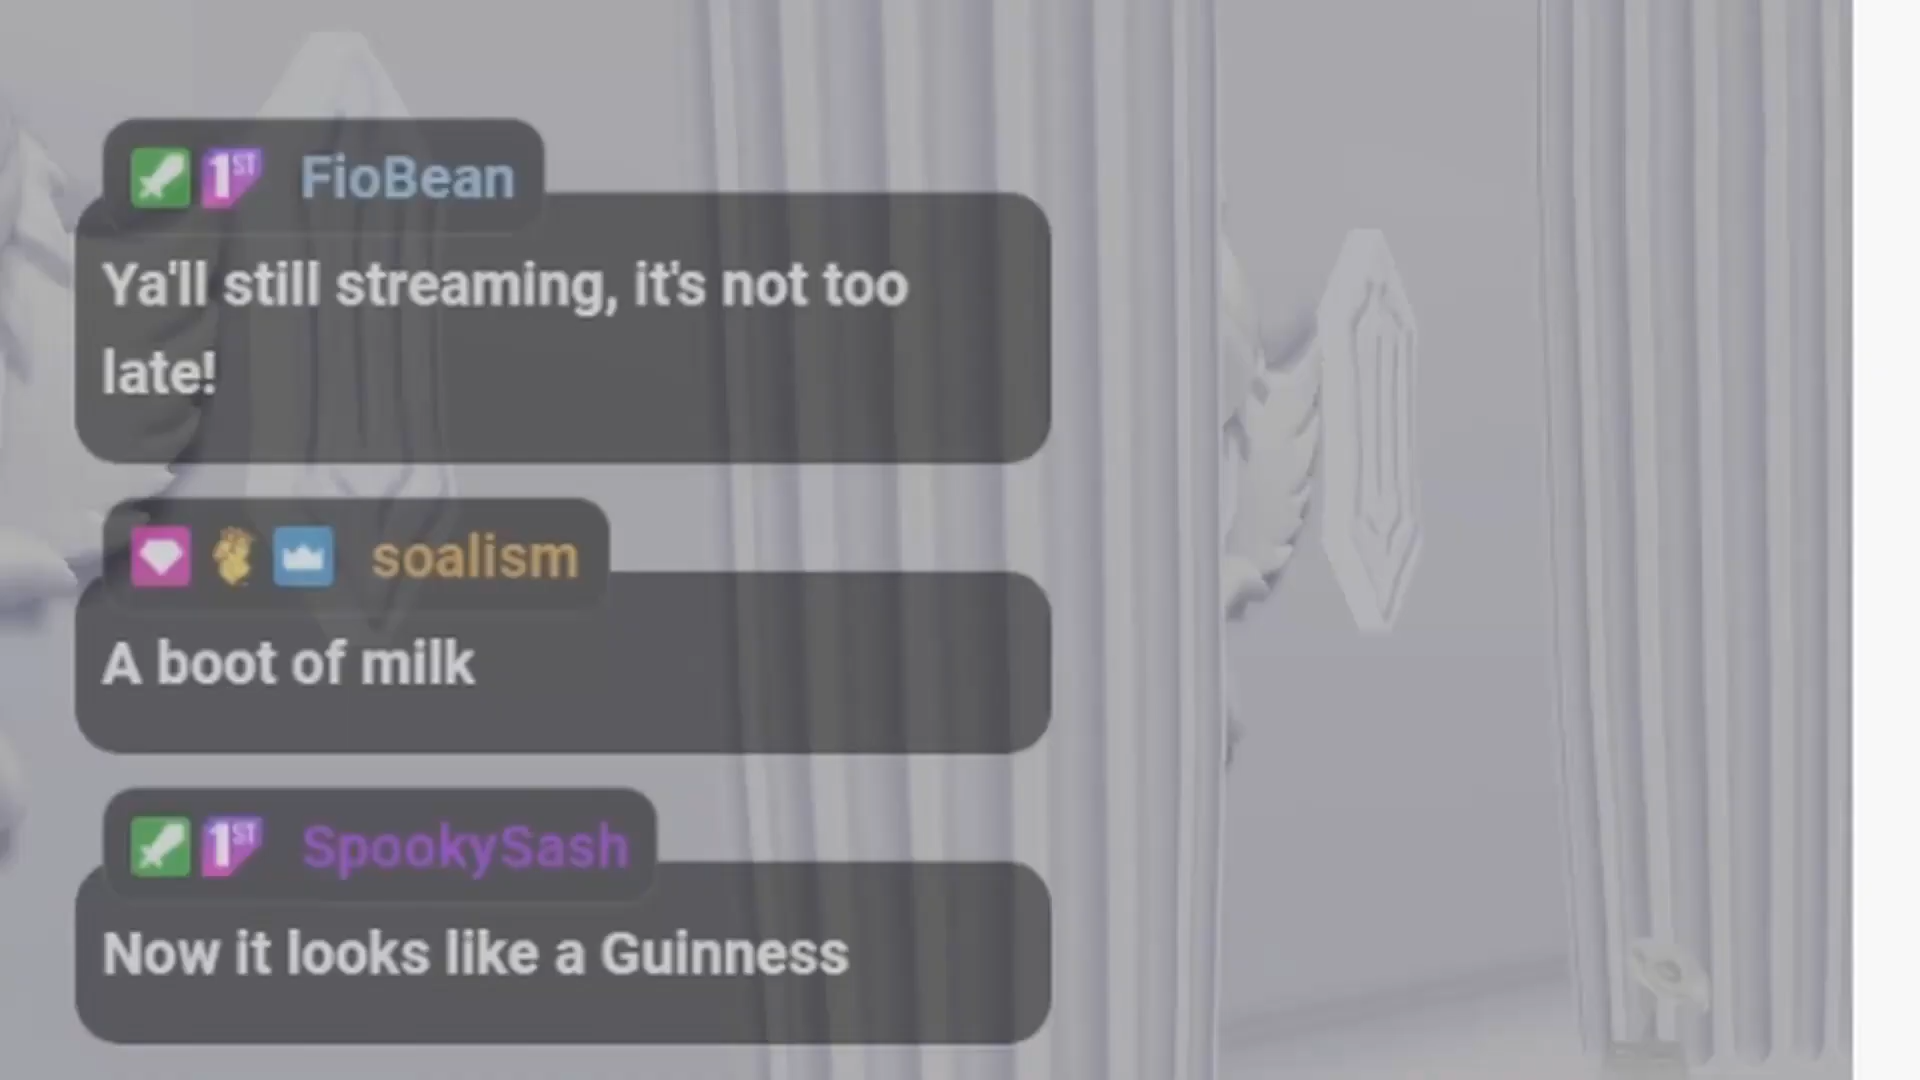 1ST FioBean
Ya'll still streaming, it's not too
late!
soalism
A boot of milk
1ST SpookySash
Now it looks like a Guinness